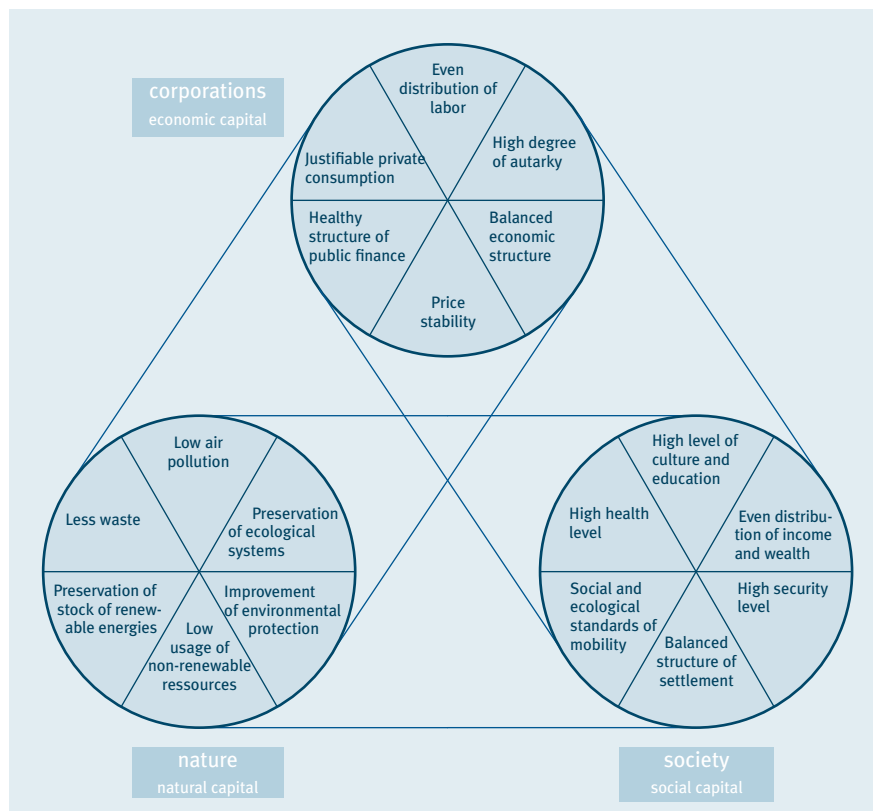 corporations
economic capital
Even
distribution of
labor
High degree
of autarky
Justifiable private
consumption
Healthy
structure of
public finance
Balanced
economic
structure
Price
stability
Low air
pollution
Less waste
Preservation
of ecological
systems
Preservation of
stock of renew-
able energies
Improvement
of environmental
protection
Low
usage of
non-renewable
ressources
High level of
culture and
education
High health
level
Even distribu-
tion of income
and wealth
Social and
ecological
standards of
mobility
High security
level
Balanced
structure of
settlement
nature
natural capital
society
social capital